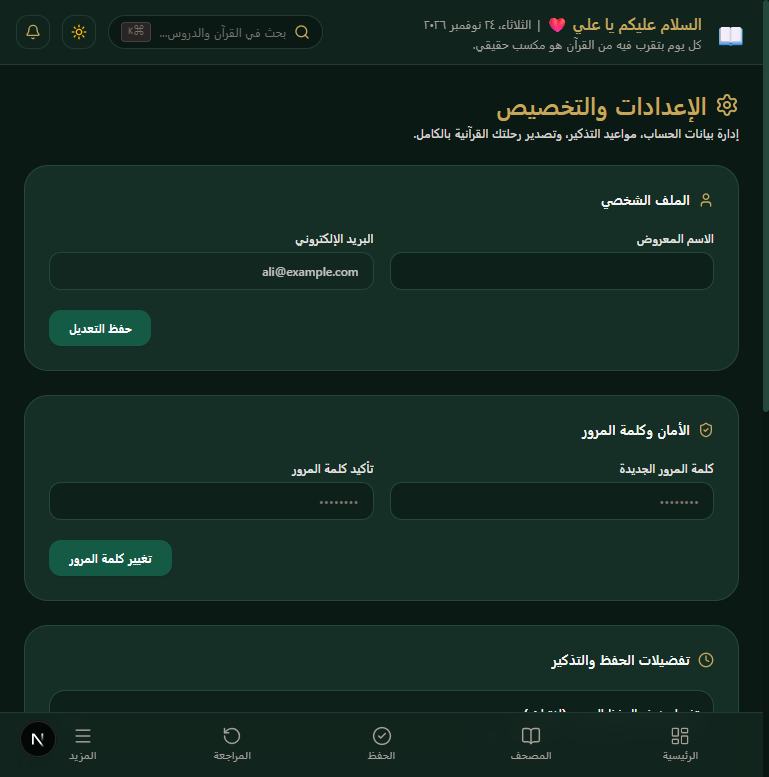 السلام عليكم يا علي ❤️ | الثلاثاء، ٢٤ نوفمبر ٢٠٢٦
كل يوم بتقرب فيه من القرآن هو مكسب حقيقي.
بحث في القرآن والدروس...
⌘K
الإعدادات والتخصيص
إدارة بيانات الحساب، مواعيد التذكير، وتصدير رحلتك القرآنية بالكامل.
الملف الشخصي
الاسم المعروض
البريد الإلكتروني
ali@example.com
حفظ التعديل
الأمان وكلمة المرور
كلمة المرور الجديدة
تأكيد كلمة المرور
••••••••
••••••••
تغيير كلمة المرور
تفضيلات الحفظ والتذكير
الرئيسية
المصحف
الحفظ
المراجعة
المزيد
N